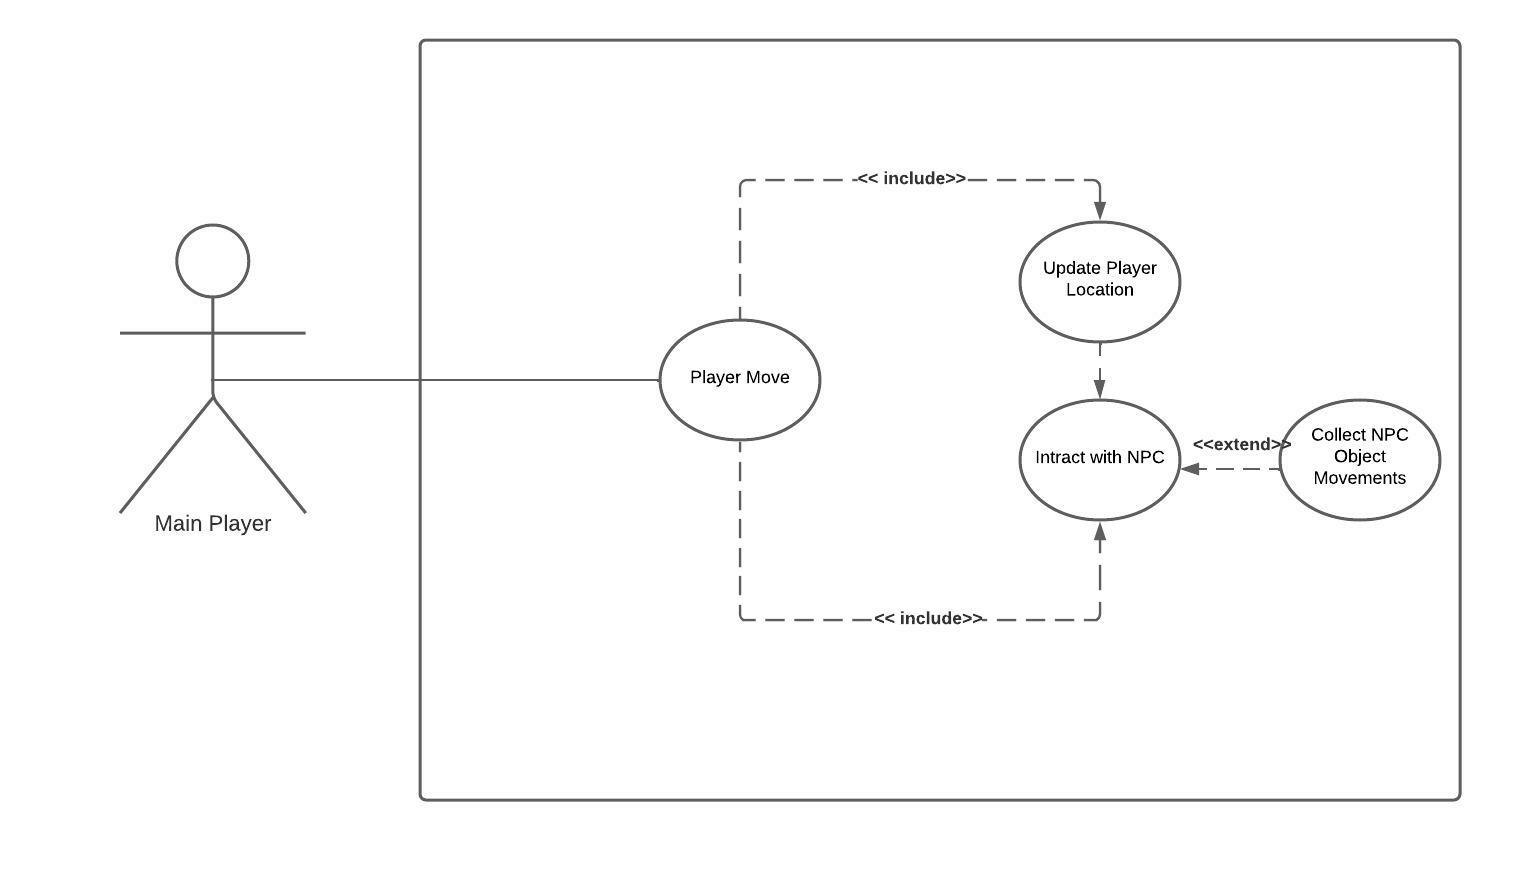 << include>>
Update Player
Location
Player Move
<<extend>>
Collect NPC
Object
Movements
Intract with NPC
Main Player
<< include>>